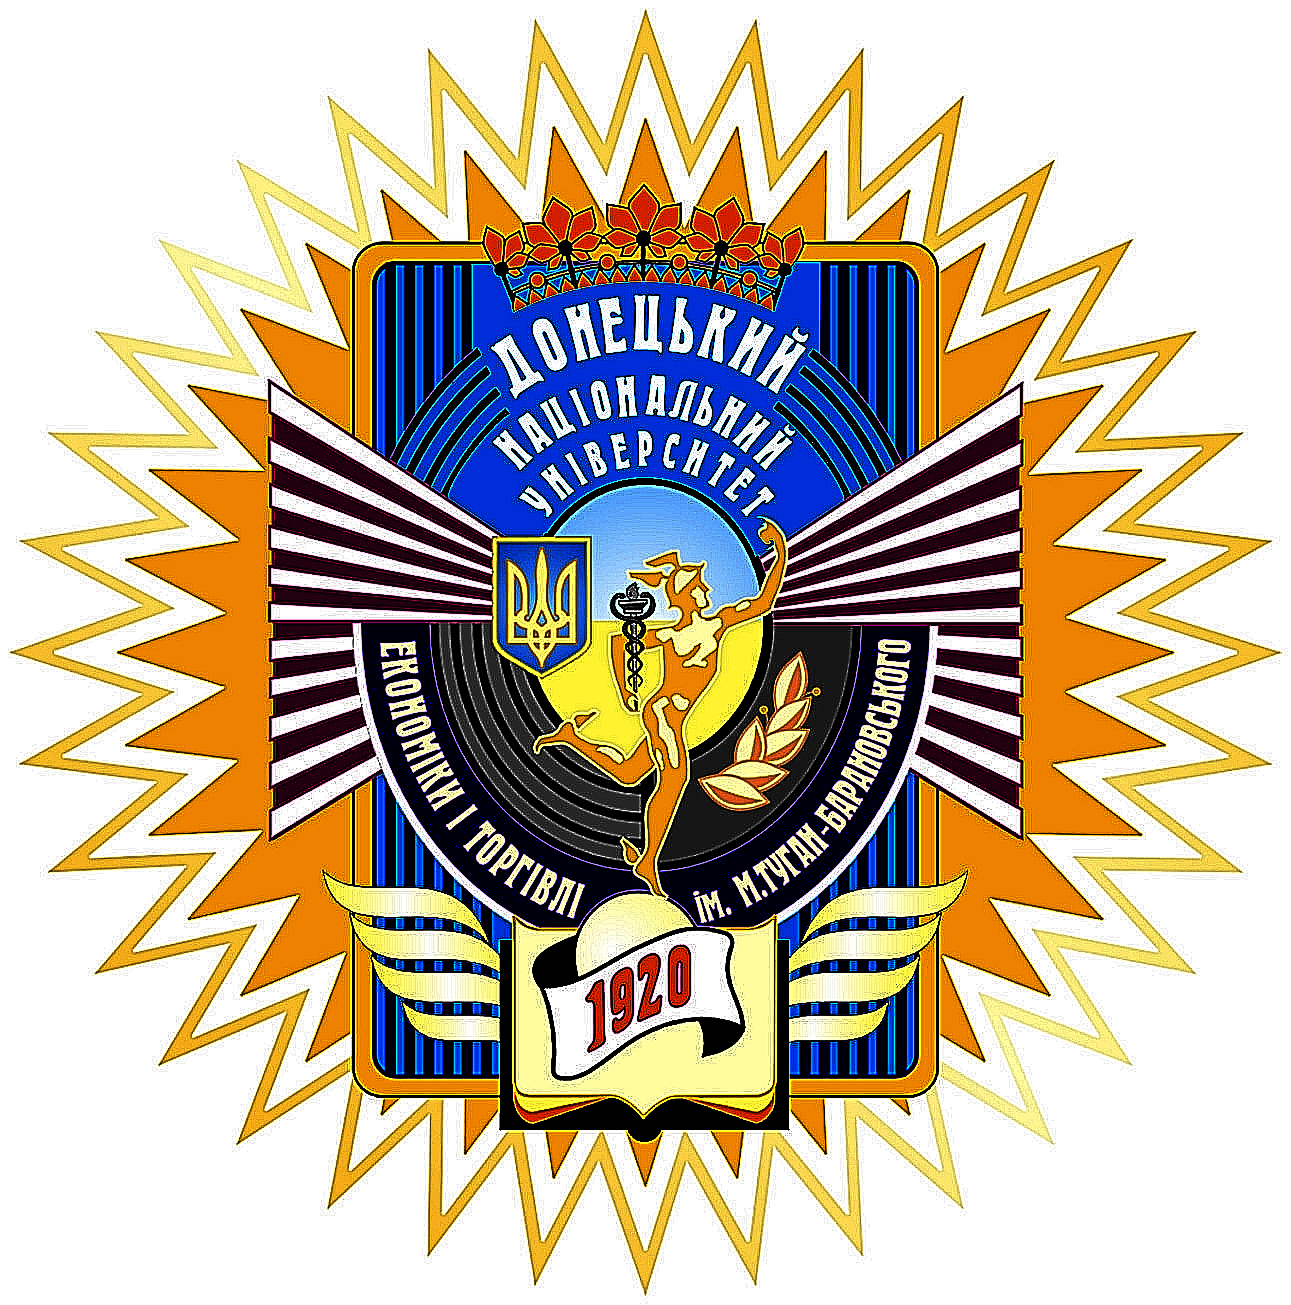 ДОНЕЦЬКИЙ
НАЦІОНАЛЬНИЙ
УНІВЕРСИТЕТ
ЕКОНОМІКИ І ТОРГІВЛІ
ім. М.ТУГАН-БАРАНОВСЬКОГО
1920